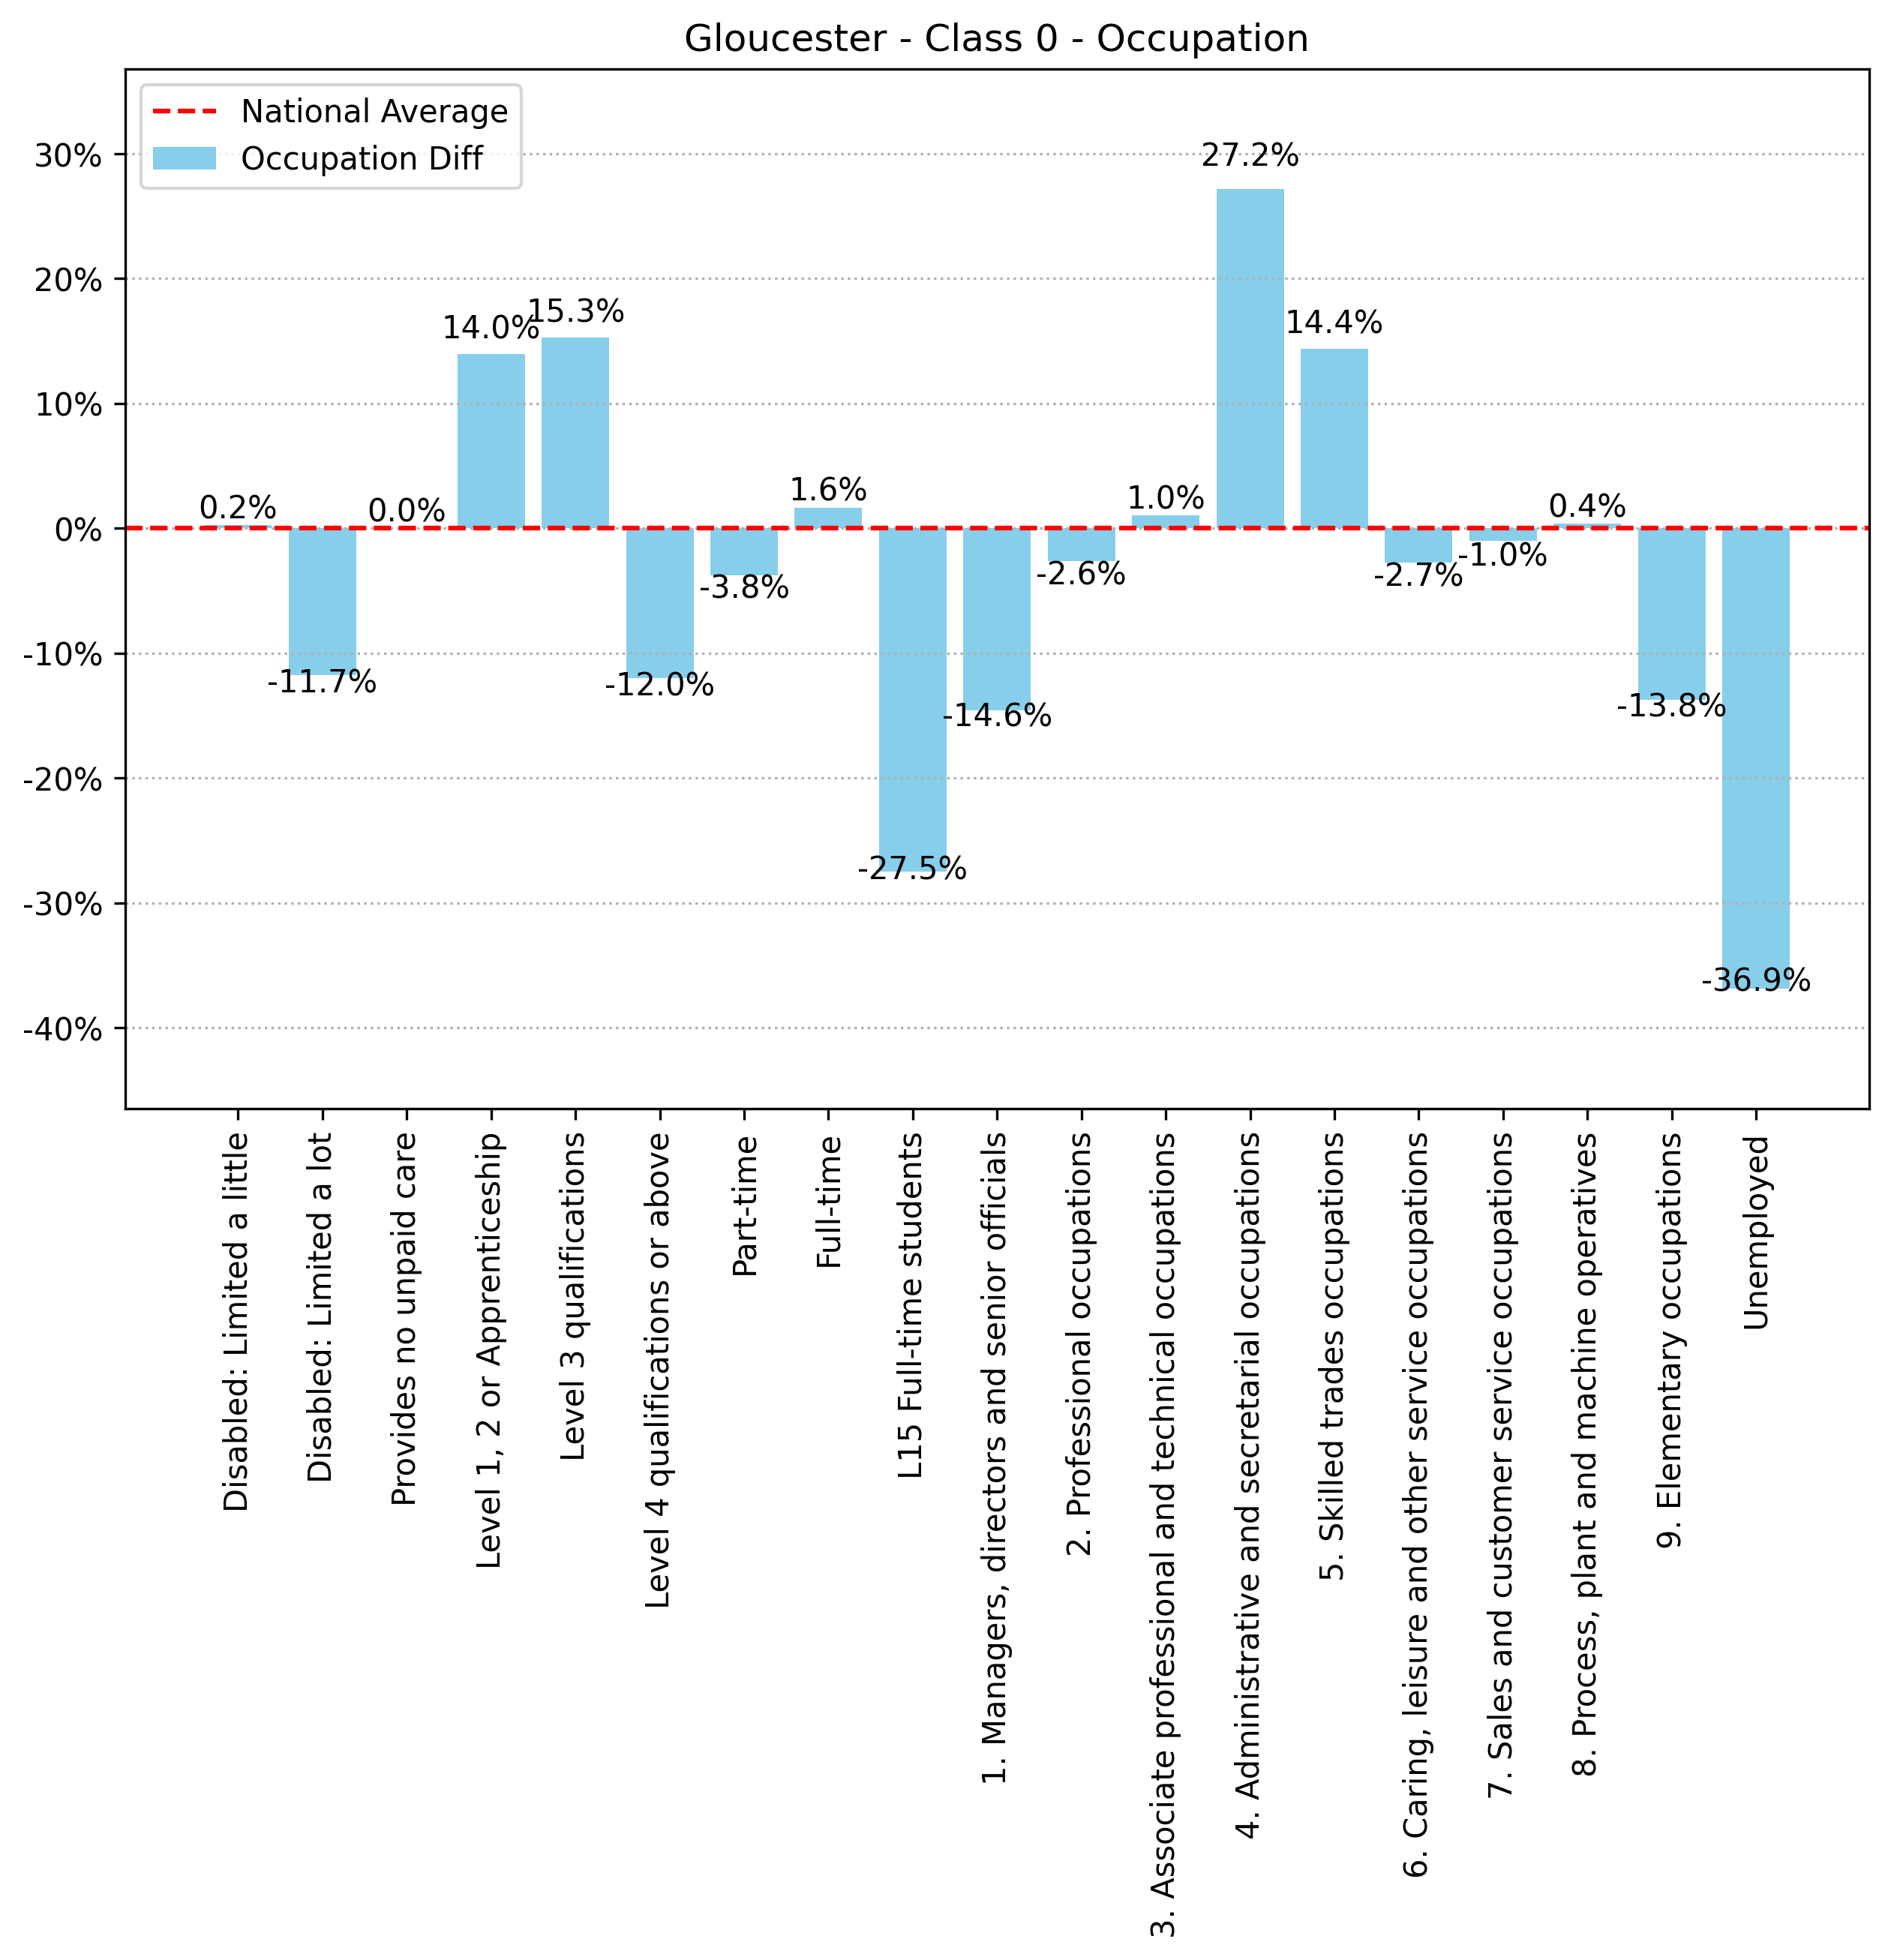 Gloucester - Class 0 - Occupation
National Average
Occupation Diff
30%
20%
10%
0%
-10%
-20%
-30%
-40%
0.2%
-11.7%
0.0%
14.0%
15.3%
-12.0%
-3.8%
1.6%
-27.5%
-14.6%
-2.6%
1.0%
27.2%
14.4%
-2.7%
-1.0%
0.4%
-13.8%
-36.9%
Disabled: Limited a little
Disabled: Limited a lot
Provides no unpaid care
Level 1, 2 or Apprenticeship
Level 3 qualifications
Level 4 qualifications or above
Part-time
Full-time
L15 Full-time students
1. Managers, directors and senior officials
2. Professional occupations
3. Associate professional and technical occupations
4. Administrative and secretarial occupations
5. Skilled trades occupations
6. Caring, leisure and other service occupations
7. Sales and customer service occupations
8. Process, plant and machine operatives
9. Elementary occupations
Unemployed